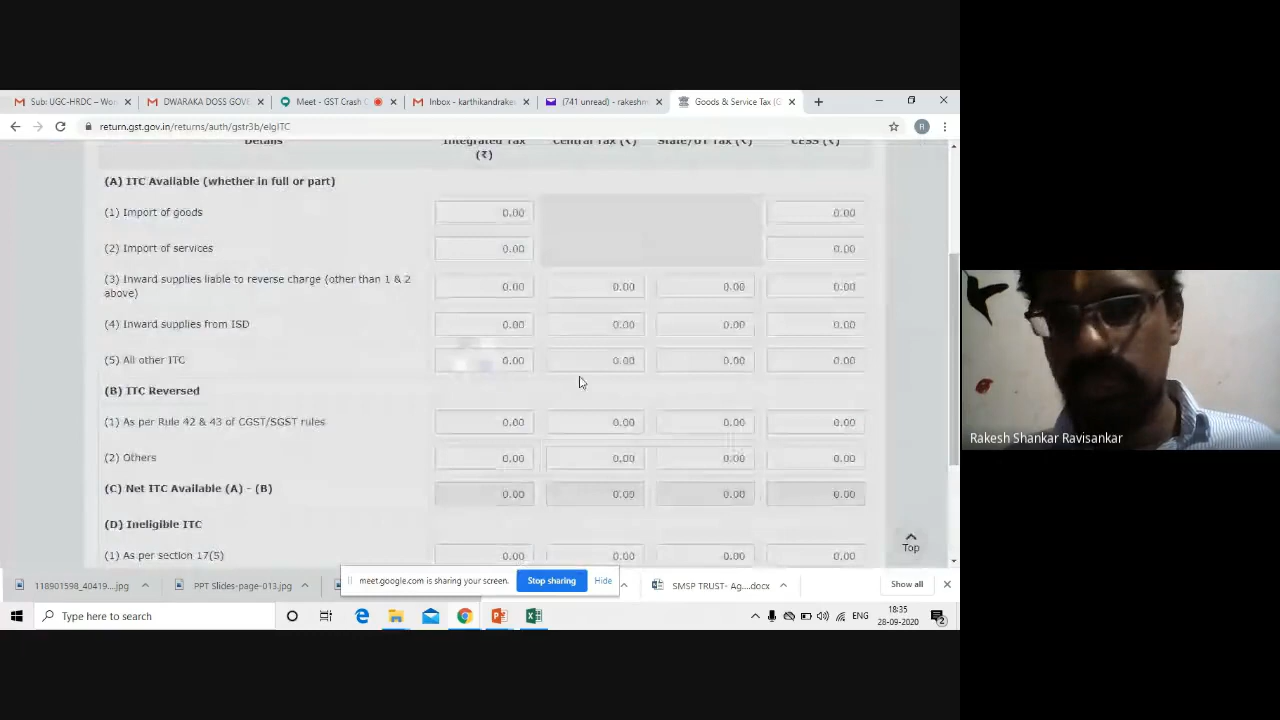 Sub: UGC-HRDC – Wor
DWARAKA DOSS GOVE
Meet - GST Crash C
Inbox - karthikandrakes
(741 unread) - rakeshm
Goods & Service Tax (G
return.gst.gov.in/returns/auth/gstr3b/elgITC
R
Details
Integrated Tax (₹)
Central Tax (₹)
State/UT Tax (₹)
CESS (₹)
(A) ITC Available (whether in full or part)
(1) Import of goods 0.00 0.00
(2) Import of services 0.00 0.00
(3) Inward supplies liable to reverse charge (other than 1 & 2
above) 0.00 0.00 0.00 0.00
(4) Inward supplies from ISD 0.00 0.00 0.00 0.00
(5) All other ITC 0.00 0.00 0.00 0.00
(B) ITC Reversed
(1) As per Rule 42 & 43 of CGST/SGST rules 0.00 0.00 0.00 0.00
(2) Others 0.00 0.00 0.00 0.00
(C) Net ITC Available (A) - (B) 0.00 0.00 0.00 0.00
(D) Ineligible ITC
(1) As per section 17(5) 0.00 0.00 0.00 0.00
Top
118901598_40419....jpg
PPT Slides-page-013.jpg
meet.google.com is sharing your screen.
Stop sharing
Hide
SMSP TRUST- Ag....docx
Show all
Type here to search
ENG
18:35
28-09-2020
2
Rakesh Shankar Ravisankar